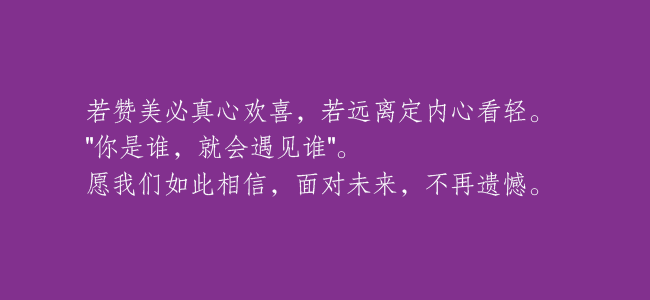 若赞美必真心欢喜，若远离定内心看轻。
"你是谁，就会遇见谁"。
愿我们如此相信，面对未来，不再遗憾。